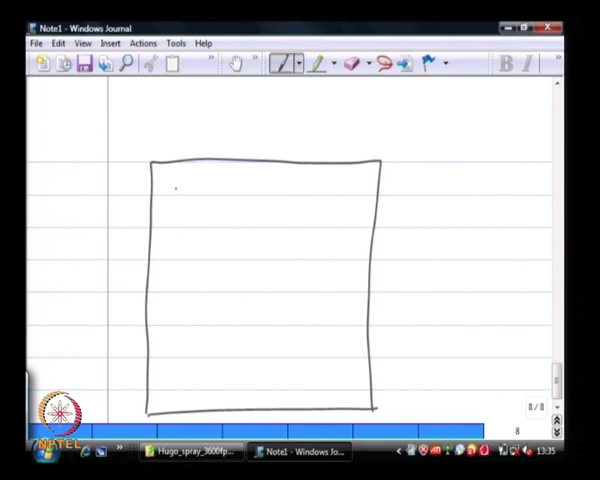 Note1 - Windows Journal
File Edit View Insert Actions Tools Help
B I
8/8
8
NPTEL
Hugo_spray_3600fp...
Note1 - Windows Jo...
13:35